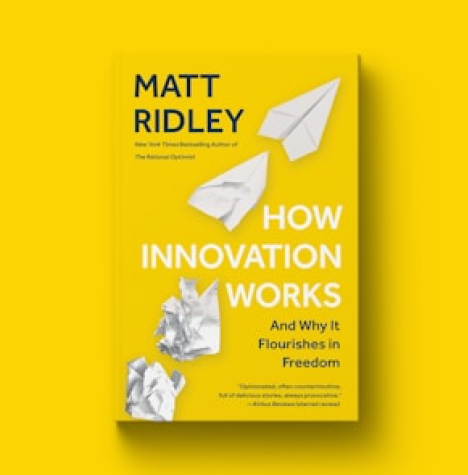 MATT
RIDLEY
New York Times Bestselling Author of
The Rational Optimist
HOW
INNOVATION
WORKS
And Why It
Flourishes in
Freedom
"Opinionated, often counterintuitive,
full of delicious stories, always provocative."
—Kirkus Reviews (starred review)